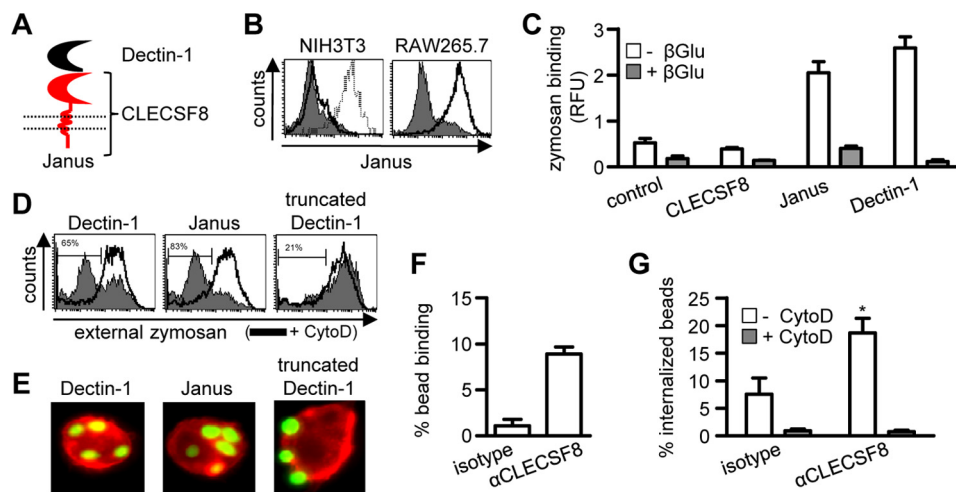 A
Dectin-1
CLECSF8
Janus
B
NIH3T3 RAW265.7
counts
Janus
C
zymosan binding
(RFU)
3
2
1
0
- βGlu
+ βGlu
control
CLECSF8
Janus
Dectin-1
D
Dectin-1
Janus
truncated
Dectin-1
counts
65%
83%
21%
external zymosan ( + CytoD)
E
Dectin-1
Janus
truncated
Dectin-1
F
% bead binding
15
10
5
0
isotype
αCLECSF8
G
% internalized beads
25
20
15
10
5
0
- CytoD
+ CytoD
*
isotype
αCLECSF8